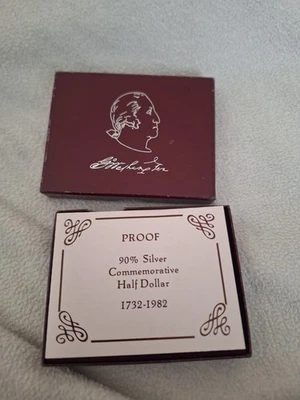 G Washington
PROOF
90% Silver
Commemorative
Half Dollar
1732-1982